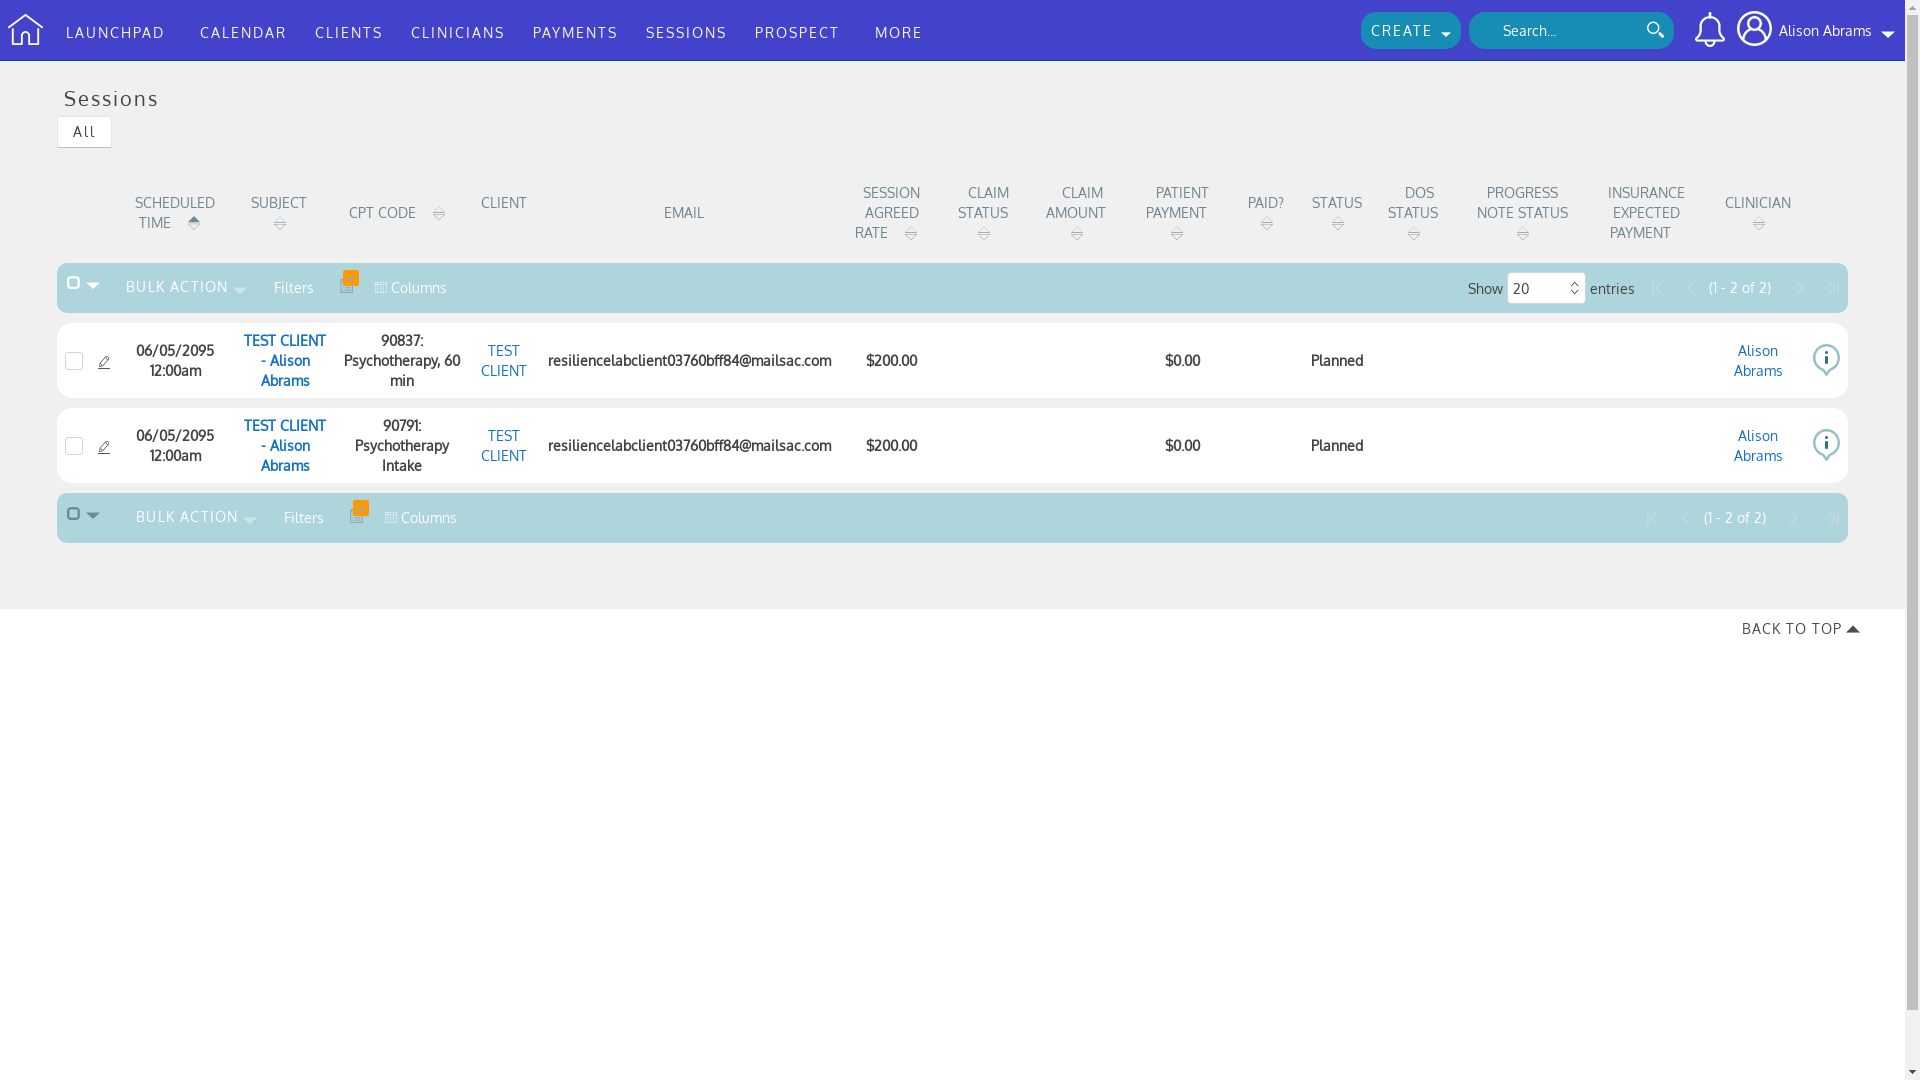 LAUNCHPAD CALENDAR CLIENTS CLINICIANS PAYMENTS SESSIONS PROSPECT MORE CREATE Search... Alison Abrams
Sessions
All
SCHEDULED TIME SUBJECT CPT CODE CLIENT EMAIL SESSION AGREED RATE CLAIM STATUS CLAIM AMOUNT PATIENT PAYMENT PAID? STATUS DOS STATUS PROGRESS NOTE STATUS INSURANCE EXPECTED PAYMENT CLINICIAN
BULK ACTION Filters Columns Show 20 entries (1 - 2 of 2)
06/05/2095 12:00am TEST CLIENT - Alison Abrams 90837: Psychotherapy, 60 min TEST CLIENT resiliencelabclient03760bff84@mailsac.com $200.00 $0.00 Planned Alison Abrams
06/05/2095 12:00am TEST CLIENT - Alison Abrams 90791: Psychotherapy Intake TEST CLIENT resiliencelabclient03760bff84@mailsac.com $200.00 $0.00 Planned Alison Abrams
BULK ACTION Filters Columns (1 - 2 of 2)
BACK TO TOP